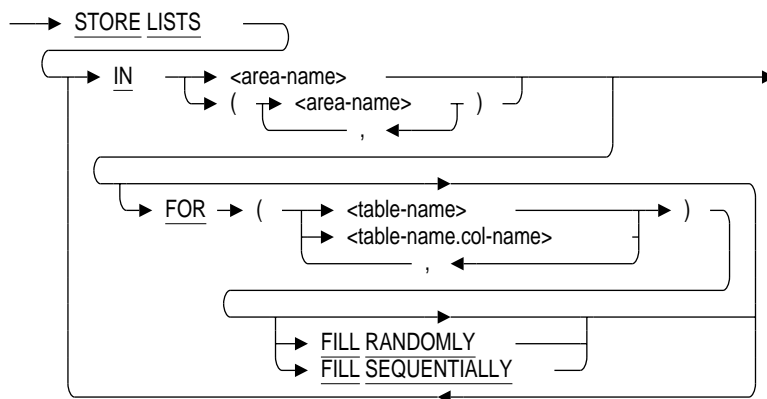 STORE LISTS
IN <area-name>
( <area-name> )
,
FOR ( <table-name> )
<table-name.col-name>
,
FILL RANDOMLY
FILL SEQUENTIALLY